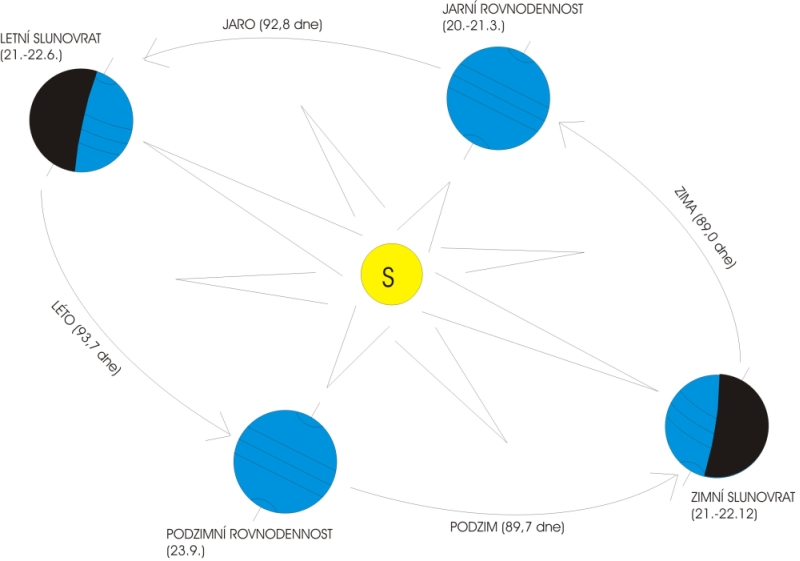 JARO (92,8 dne)
JARNÍ ROVNODENNOST
(20.-21.3.)
LETNÍ SLUNOVRAT
(21.-22.6.)
ZIMA (89,0 dne)
S
LÉTO (93,7 dne)
ZIMNÍ SLUNOVRAT
(21.-22.12)
PODZIM (89,7 dne)
PODZIMNÍ ROVNODENNOST
(23.9.)